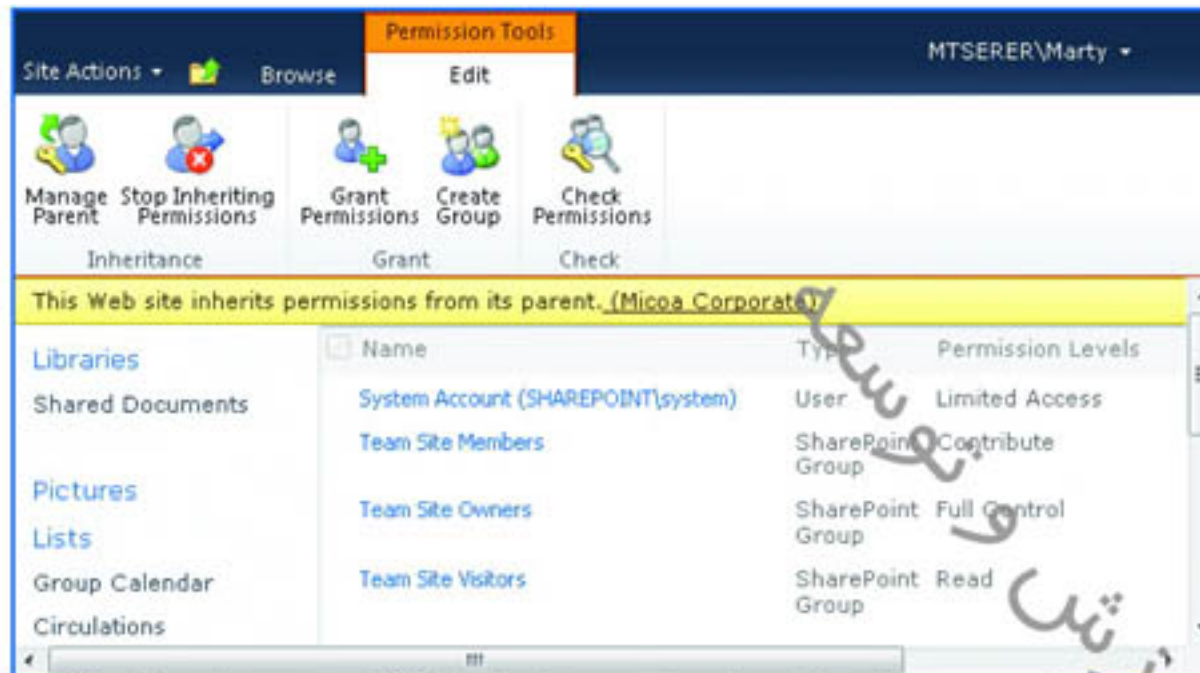 Permission Tools
Site Actions Browse Edit MTSERER\Marty
Manage Parent
Stop Inheriting Permissions
Grant Permissions
Create Group
Check Permissions
Inheritance Grant Check
This Web site inherits permissions from its parent. (Micoa Corporate)
Libraries
Shared Documents
Pictures
Lists
Group Calendar
Circulations
Name Type Permission Levels
System Account (SHAREPOINT\system) User Limited Access
Team Site Members SharePoint Group Contribute
Team Site Owners SharePoint Group Full Control
Team Site Visitors SharePoint Group Read
و توسعه